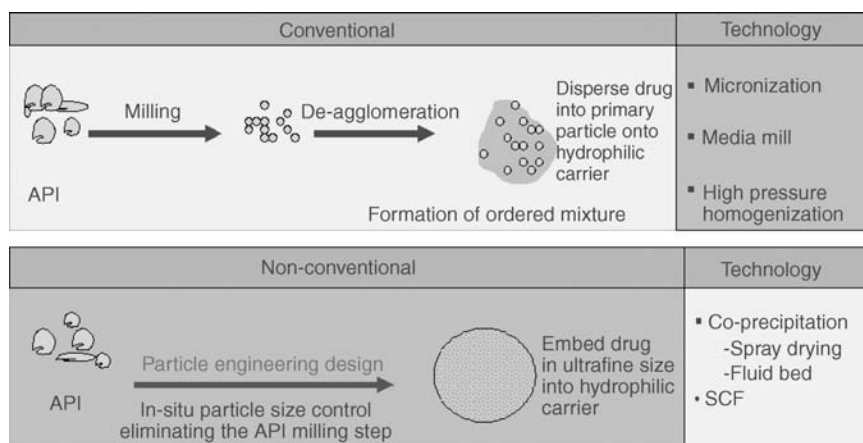 Conventional
Technology
Milling
De-agglomeration
Disperse drug
into primary
particle onto
hydrophilic
carrier
API
Formation of ordered mixture
▪ Micronization
▪ Media mill
▪ High pressure
homogenization
Non-conventional
Technology
Particle engineering design
API
In-situ particle size control
eliminating the API milling step
Embed drug
in ultrafine size
into hydrophilic
carrier
▪ Co-precipitation
-Spray drying
-Fluid bed
• SCF